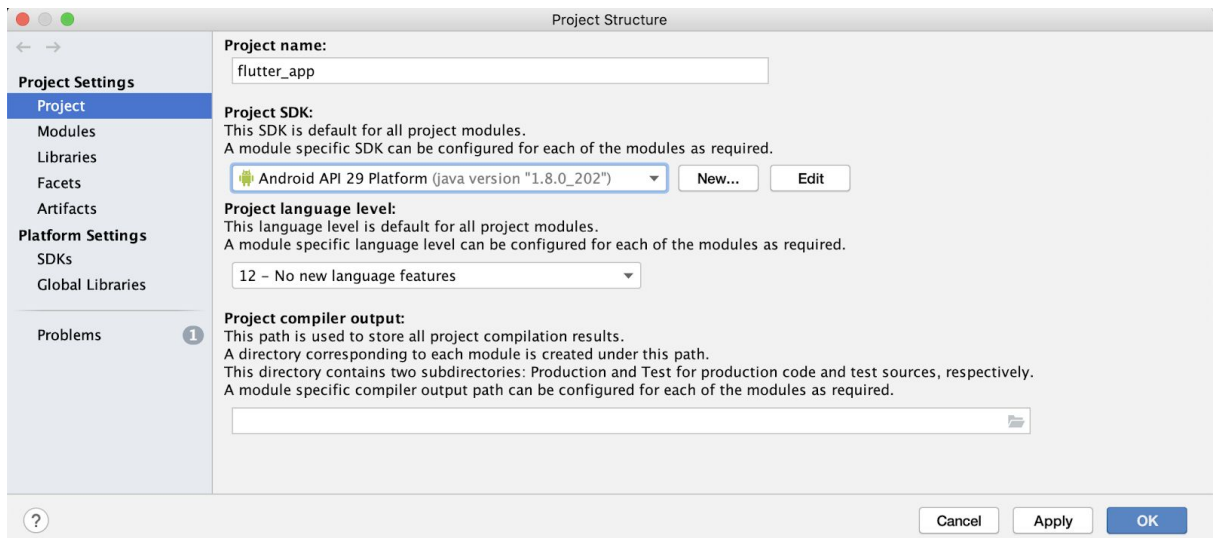 Project Structure
Project Settings
Project
Modules
Libraries
Facets
Artifacts
Platform Settings
SDKs
Global Libraries
Problems
1
Project name:
flutter_app
Project SDK:
This SDK is default for all project modules.
A module specific SDK can be configured for each of the modules as required.
Android API 29 Platform (java version "1.8.0_202")
New...
Edit
Project language level:
This language level is default for all project modules.
A module specific language level can be configured for each of the modules as required.
12 – No new language features
Project compiler output:
This path is used to store all project compilation results.
A directory corresponding to each module is created under this path.
This directory contains two subdirectories: Production and Test for production code and test sources, respectively.
A module specific compiler output path can be configured for each of the modules as required.
?
Cancel
Apply
OK